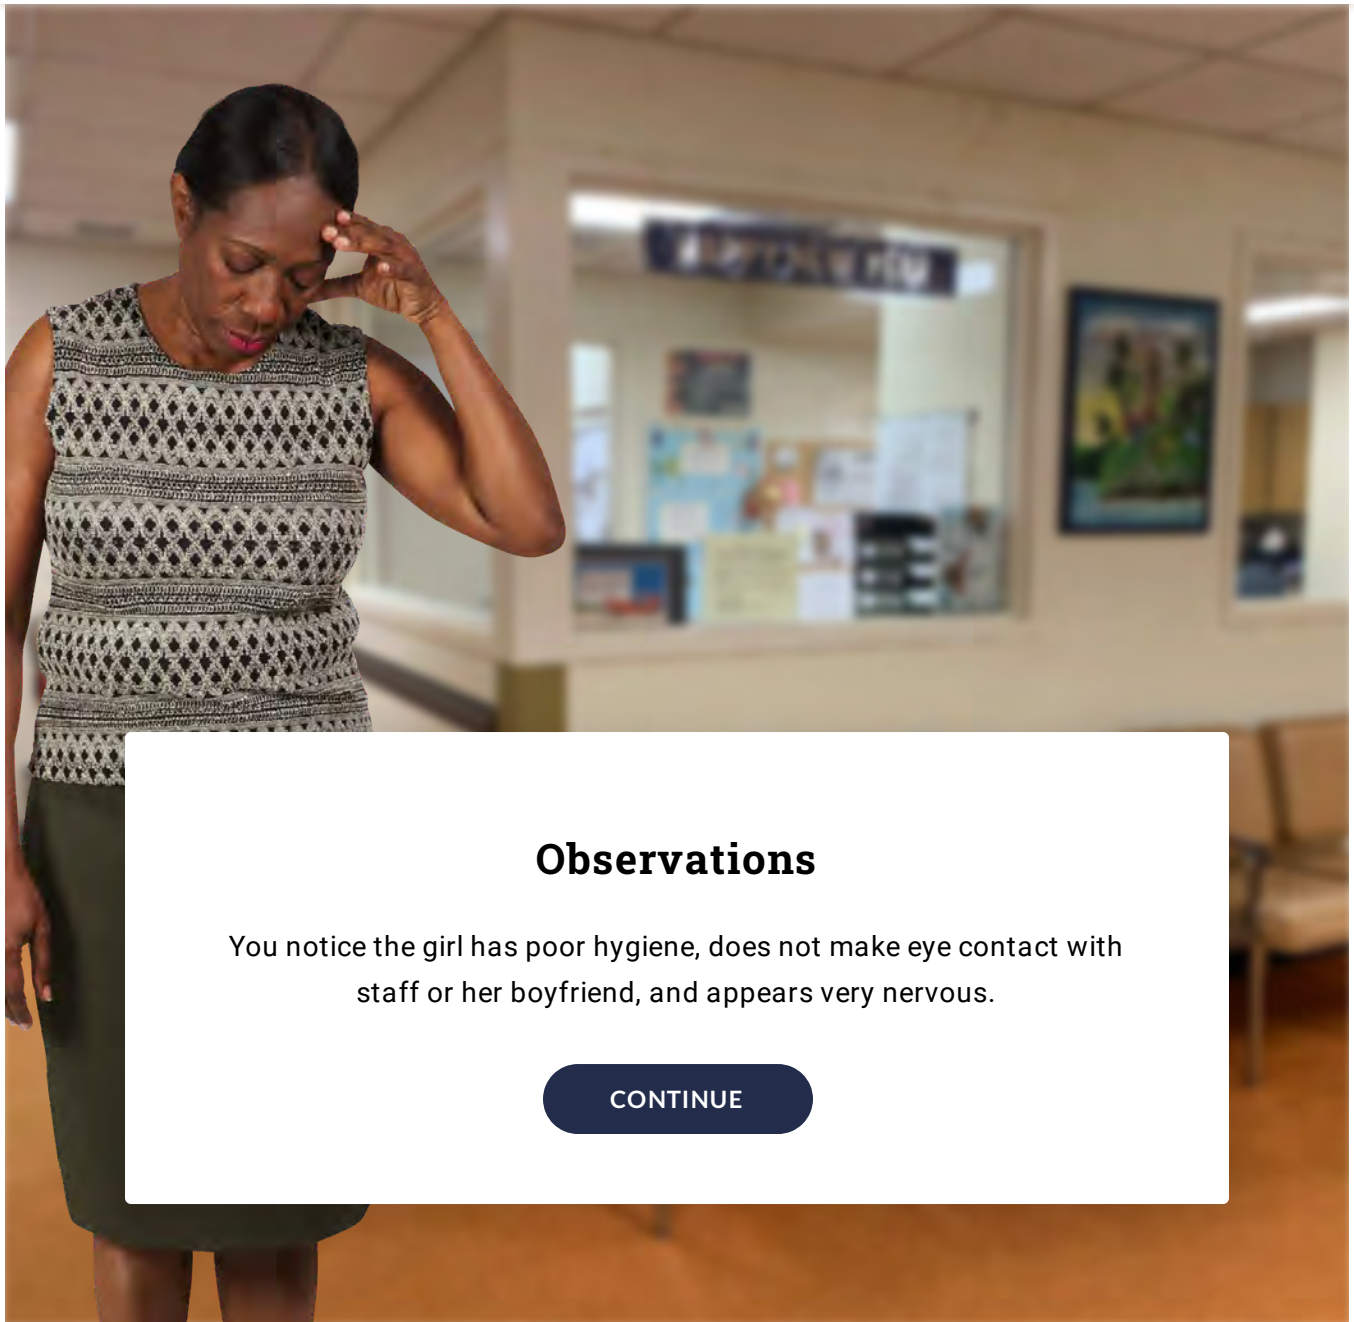 Observations
You notice the girl has poor hygiene, does not make eye contact with
staff or her boyfriend, and appears very nervous.
CONTINUE